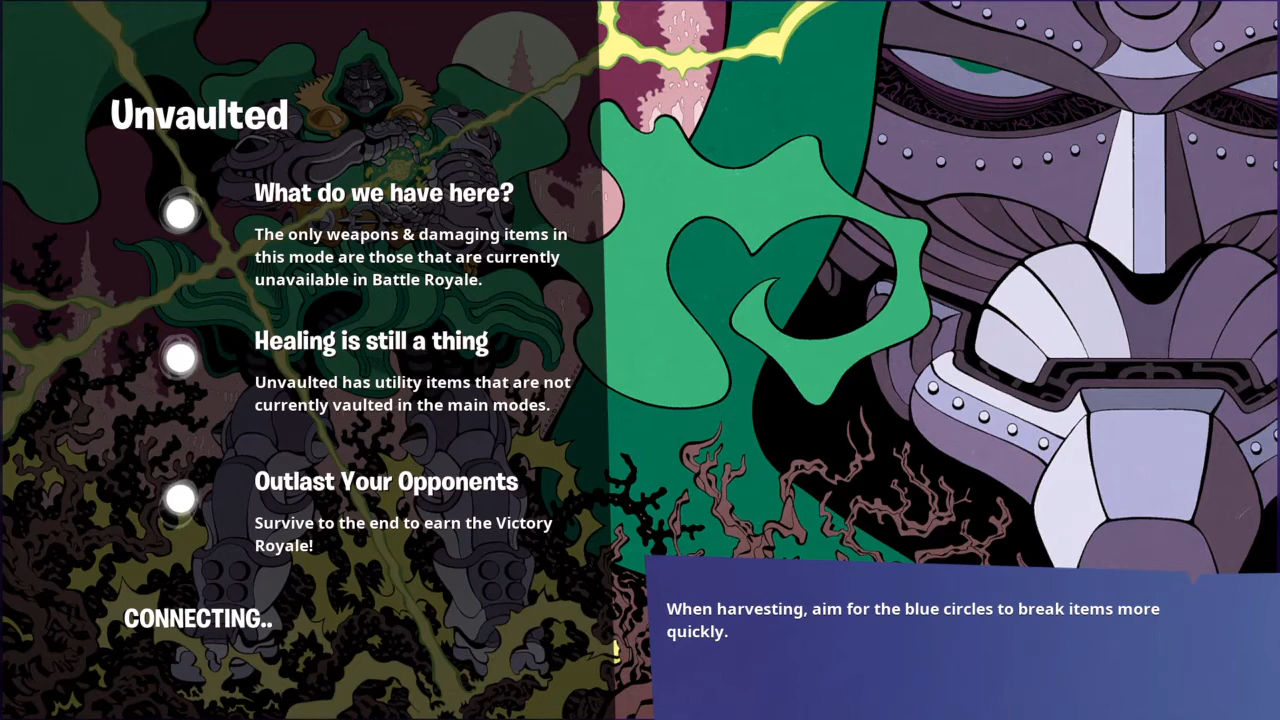 Unvaulted
What do we have here?
The only weapons & damaging items in
this mode are those that are currently
unavailable in Battle Royale.
Healing is still a thing
Unvaulted has utility items that are not
currently vaulted in the main modes.
Outlast Your Opponents
Survive to the end to earn the Victory
Royale!
CONNECTING..
When harvesting, aim for the blue circles to break items more
quickly.